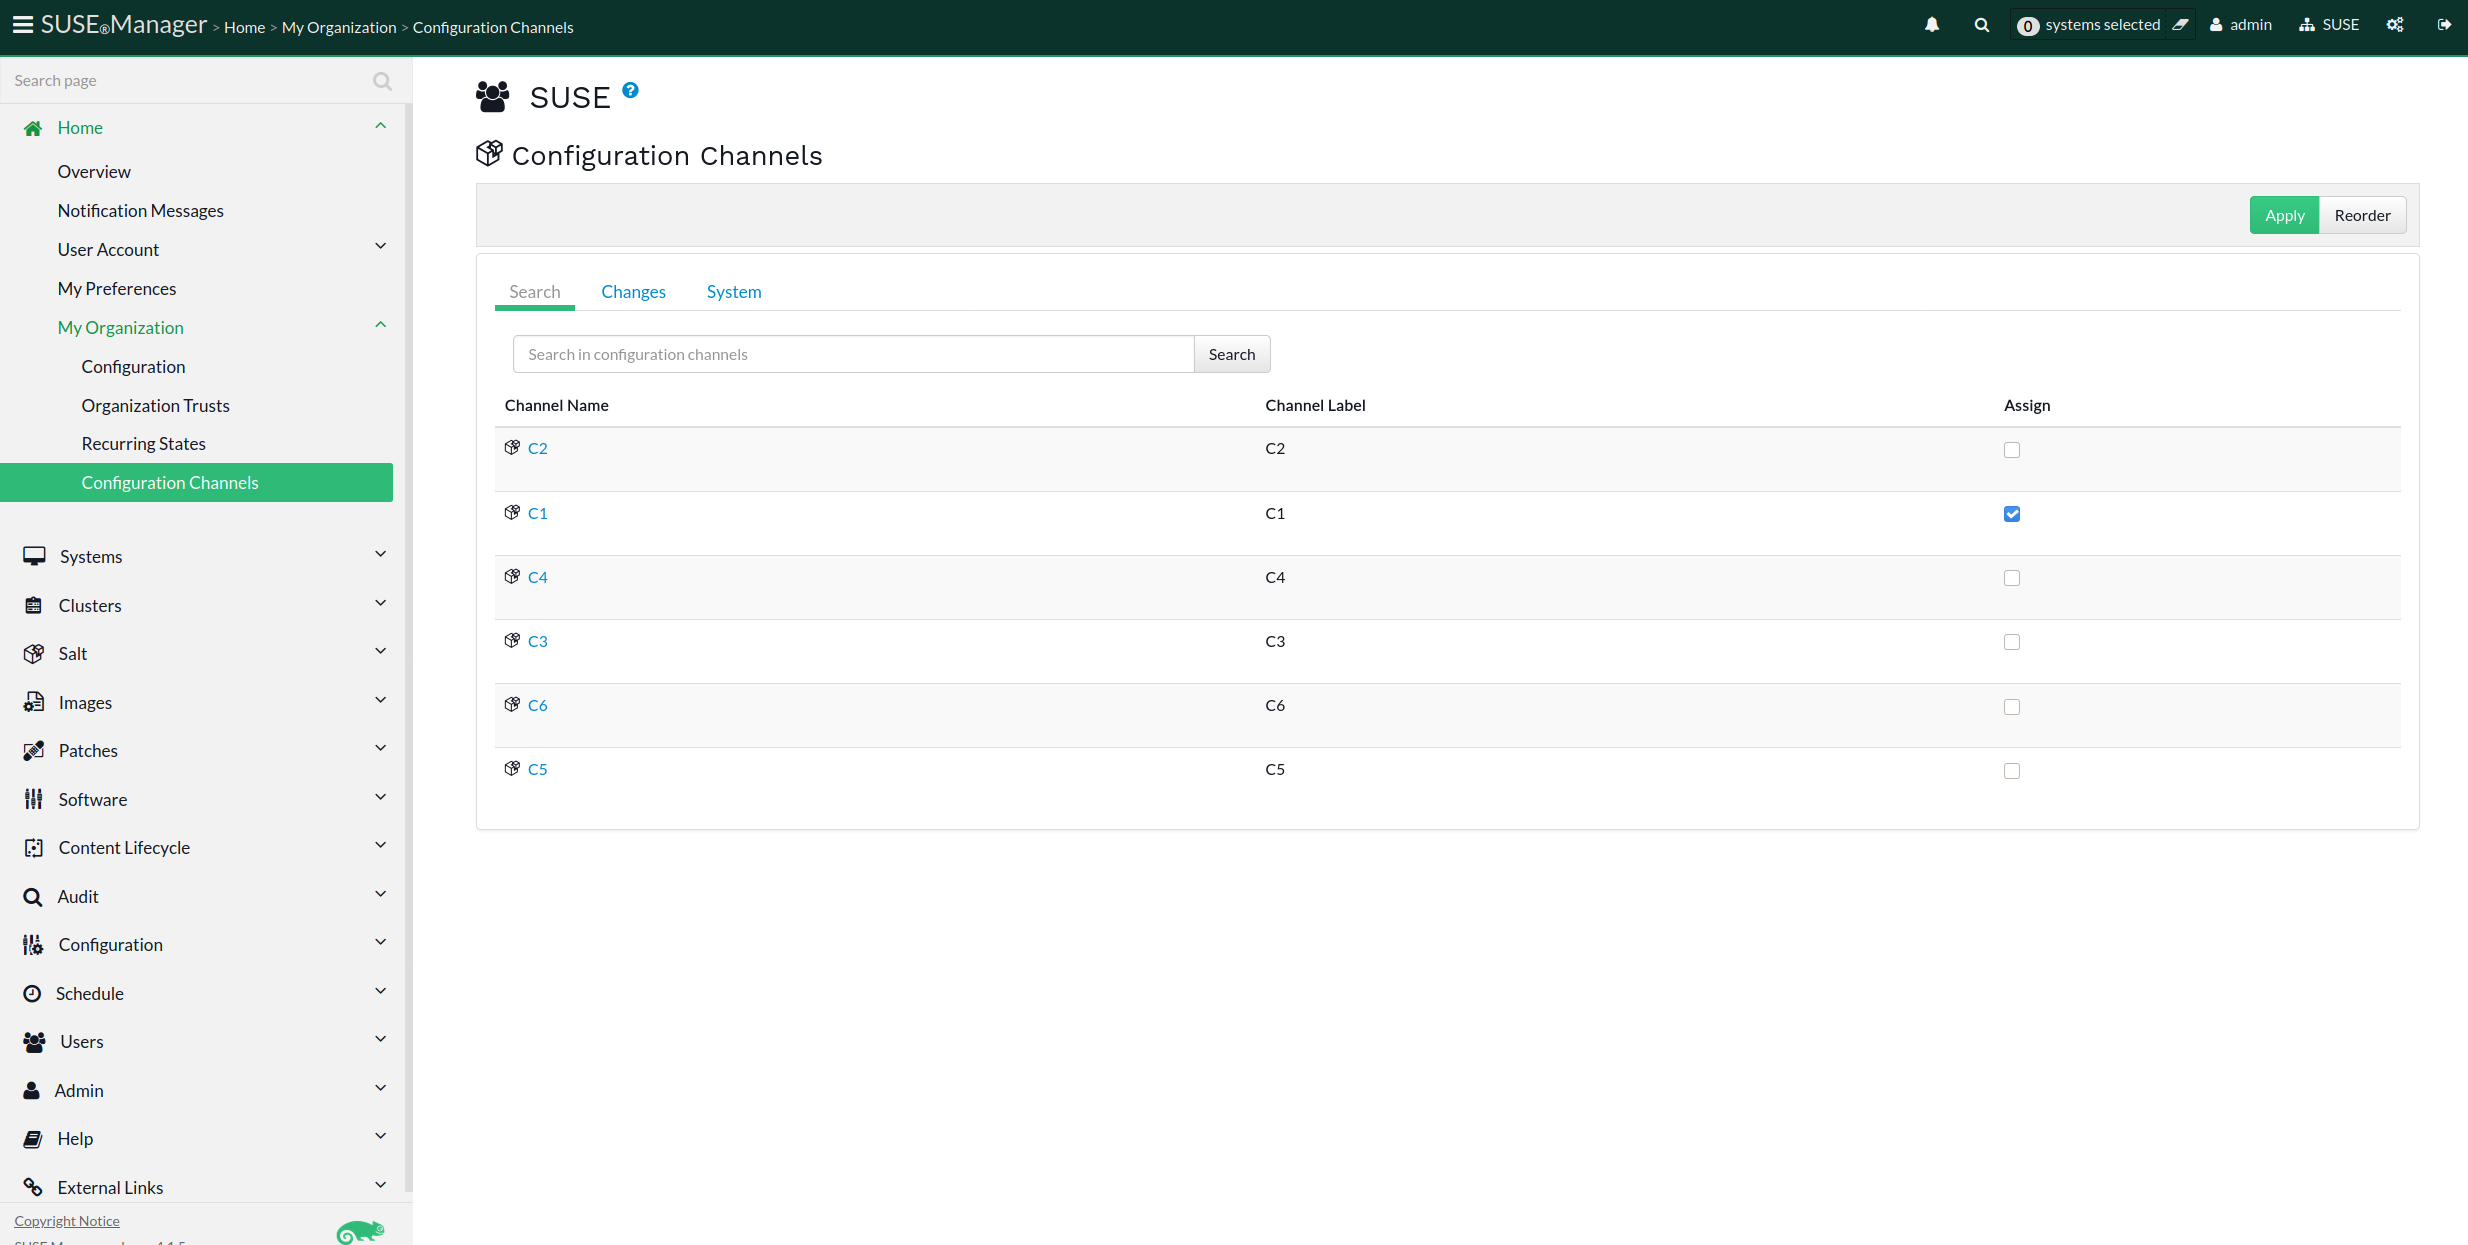 SUSE®Manager > Home > My Organization > Configuration Channels
0 systems selected admin SUSE
Search page
Home
Overview
Notification Messages
User Account
My Preferences
My Organization
Configuration
Organization Trusts
Recurring States
Configuration Channels
Systems
Clusters
Salt
Images
Patches
Software
Content Lifecycle
Audit
Configuration
Schedule
Users
Admin
Help
External Links
Copyright Notice
SUSE ?
Configuration Channels
Apply Reorder
Search Changes System
Search in configuration channels Search
Channel Name Channel Label Assign
C2 C2
C1 C1
C4 C4
C3 C3
C6 C6
C5 C5